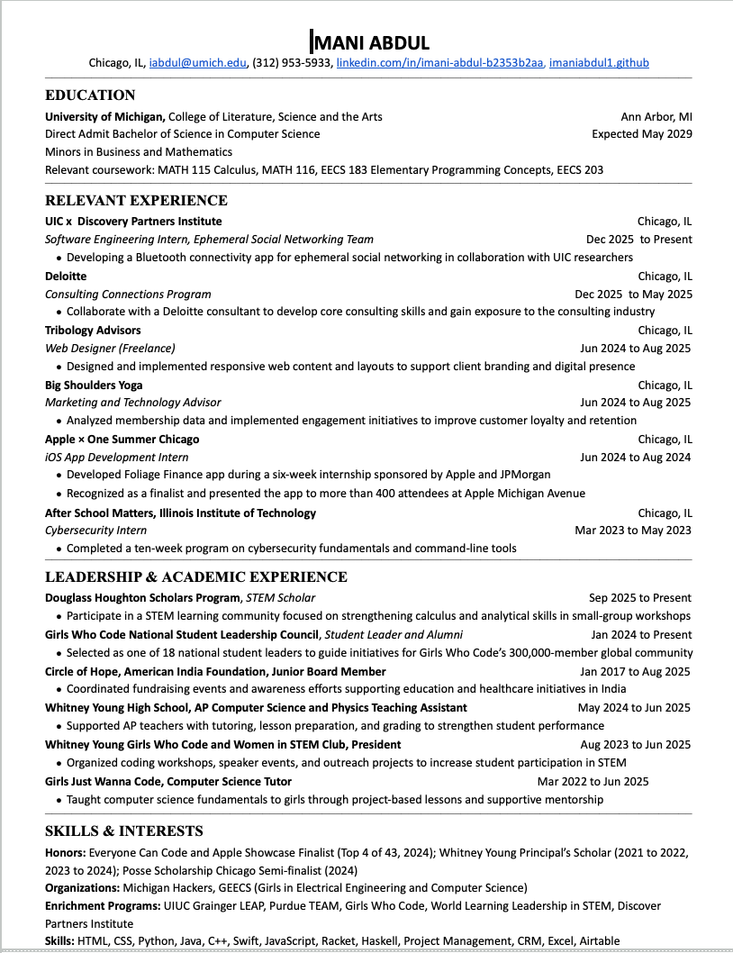 IMANI ABDUL
Chicago, IL, iabdul@umich.edu, (312) 953-5933, linkedin.com/in/imani-abdul-b2353b2aa, imaniabdul1.github
EDUCATION
University of Michigan, College of Literature, Science and the Arts Ann Arbor, MI
Direct Admit Bachelor of Science in Computer Science Expected May 2029
Minors in Business and Mathematics
Relevant coursework: MATH 115 Calculus, MATH 116, EECS 183 Elementary Programming Concepts, EECS 203
RELEVANT EXPERIENCE
UIC x Discovery Partners Institute Chicago, IL
Software Engineering Intern, Ephemeral Social Networking Team Dec 2025 to Present
• Developing a Bluetooth connectivity app for ephemeral social networking in collaboration with UIC researchers
Deloitte Chicago, IL
Consulting Connections Program Dec 2025 to May 2025
• Collaborate with a Deloitte consultant to develop core consulting skills and gain exposure to the consulting industry
Tribology Advisors Chicago, IL
Web Designer (Freelance) Jun 2024 to Aug 2025
• Designed and implemented responsive web content and layouts to support client branding and digital presence
Big Shoulders Yoga Chicago, IL
Marketing and Technology Advisor Jun 2024 to Aug 2025
• Analyzed membership data and implemented engagement initiatives to improve customer loyalty and retention
Apple × One Summer Chicago Chicago, IL
iOS App Development Intern Jun 2024 to Aug 2024
• Developed Foliage Finance app during a six-week internship sponsored by Apple and JPMorgan
• Recognized as a finalist and presented the app to more than 400 attendees at Apple Michigan Avenue
After School Matters, Illinois Institute of Technology Chicago, IL
Cybersecurity Intern Mar 2023 to May 2023
• Completed a ten-week program on cybersecurity fundamentals and command-line tools
LEADERSHIP & ACADEMIC EXPERIENCE
Douglass Houghton Scholars Program, STEM Scholar Sep 2025 to Present
• Participate in a STEM learning community focused on strengthening calculus and analytical skills in small-group workshops
Girls Who Code National Student Leadership Council, Student Leader and Alumni Jan 2024 to Present
• Selected as one of 18 national student leaders to guide initiatives for Girls Who Code's 300,000-member global community
Circle of Hope, American India Foundation, Junior Board Member Jan 2017 to Aug 2025
• Coordinated fundraising events and awareness efforts supporting education and healthcare initiatives in India
Whitney Young High School, AP Computer Science and Physics Teaching Assistant May 2024 to Jun 2025
• Supported AP teachers with tutoring, lesson preparation, and grading to strengthen student performance
Whitney Young Girls Who Code and Women in STEM Club, President Aug 2023 to Jun 2025
• Organized coding workshops, speaker events, and outreach projects to increase student participation in STEM
Girls Just Wanna Code, Computer Science Tutor Mar 2022 to Jun 2025
• Taught computer science fundamentals to girls through project-based lessons and supportive mentorship
SKILLS & INTERESTS
Honors: Everyone Can Code and Apple Showcase Finalist (Top 4 of 43, 2024); Whitney Young Principal's Scholar (2021 to 2022,
2023 to 2024); Posse Scholarship Chicago Semi-finalist (2024)
Organizations: Michigan Hackers, GEECS (Girls in Electrical Engineering and Computer Science)
Enrichment Programs: UIUC Grainger LEAP, Purdue TEAM, Girls Who Code, World Learning Leadership in STEM, Discover
Partners Institute
Skills: HTML, CSS, Python, Java, C++, Swift, JavaScript, Racket, Haskell, Project Management, CRM, Excel, Airtable